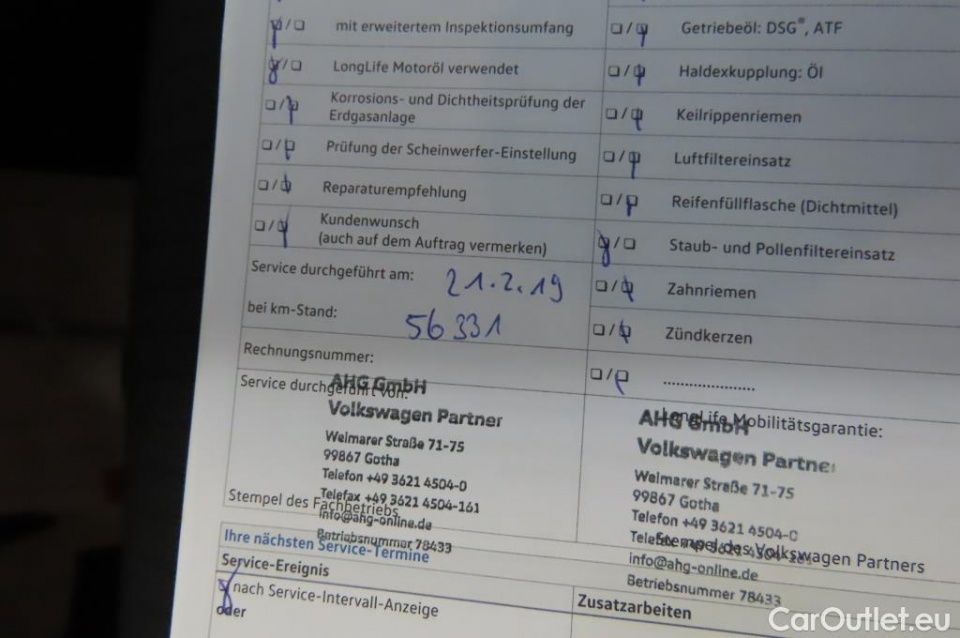 mit erweitertem Inspektionsumfang
LongLife Motoröl verwendet
Korrosions- und Dichtheitsprüfung der
Erdgasanlage
Prüfung der Scheinwerfer-Einstellung
Reparaturempfehlung
Kundenwunsch
(auch auf dem Auftrag vermerken)
Service durchgeführt am: 21.2.19
bei km-Stand: 56 331
Rechnungsnummer:
Service durchgeführt von:
AHG GmbH
Volkswagen Partner
Weimarer Straße 71-75
99867 Gotha
Telefon +49 3621 4504-0
Telefax +49 3621 4504-161
info@ahg-online.de
Betriebsnummer 78433
Stempel des Fachbetriebs
Getriebeöl: DSG®, ATF
Haldexkupplung: Öl
Keilrippenriemen
Luftfiltereinsatz
Reifenfüllflasche (Dichtmittel)
Staub- und Pollenfiltereinsatz
Zahnriemen
Zündkerzen
.....................
LongLife Mobilitätsgarantie:
AHG GmbH
Volkswagen Partner
Weimarer Straße 71-75
99867 Gotha
Telefon +49 3621 4504-0
info@ahg-online.de
Betriebsnummer 78433
Stempel des Volkswagen Partners
Ihre nächsten Service-Termine
Service-Ereignis
nach Service-Intervall-Anzeige
oder
Zusatzarbeiten
CarOutlet.eu